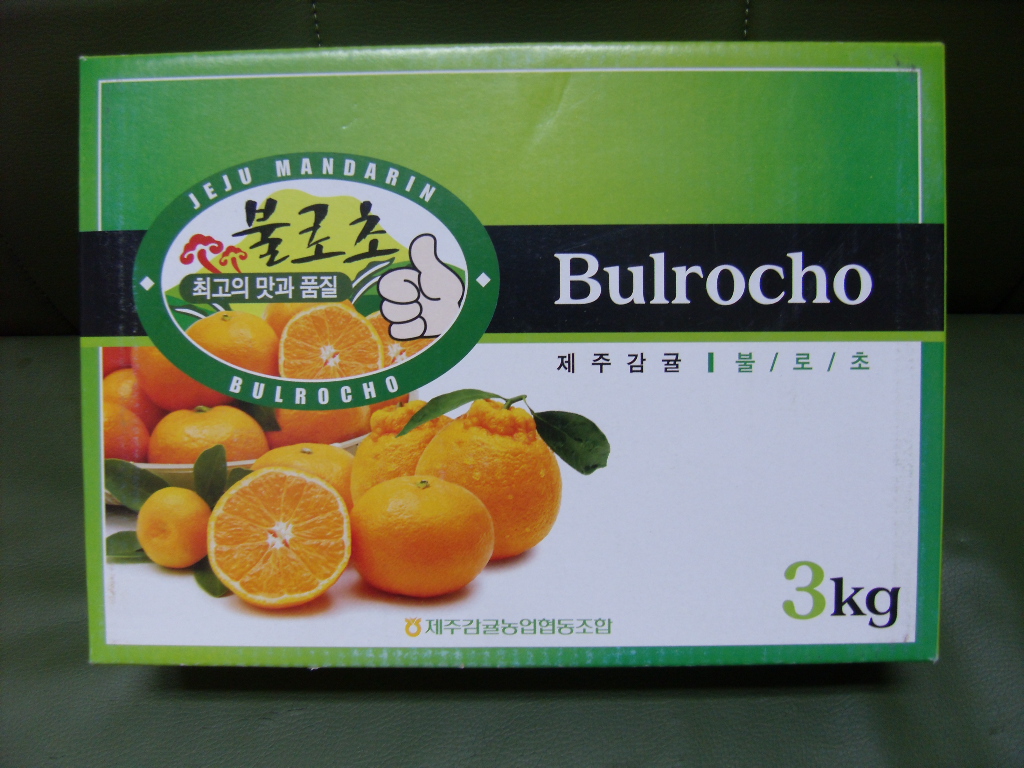 JEJU MANDARIN
불로초
최고의 맛과 품질
BULROCHO
Bulrocho
제주감귤 | 불/로/초
3kg
제주감귤농업협동조합